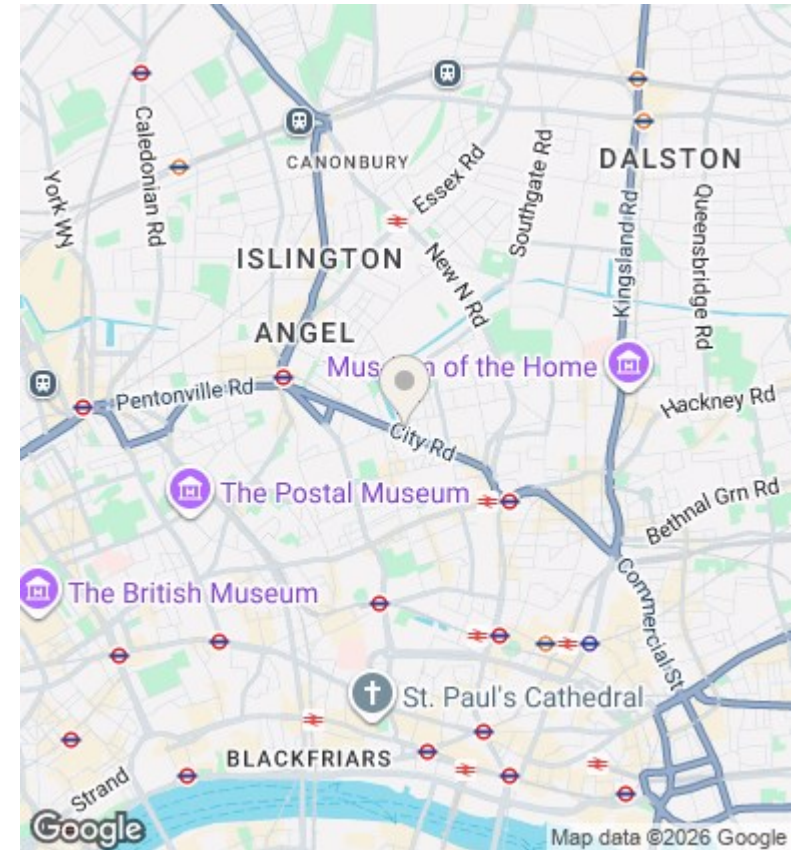 CANONBURY
Essex Rd
Southgate Rd
DALSTON
Caledonian Rd
York W
Queensbridge Rd
ISLINGTON
New N Rd
Kingsland Rd
ANGEL
Museum of the Home
Pentonville Rd
City Rd
Hackney Rd
The Postal Museum
Bethnal Grn Rd
The British Museum
Commercial St
St. Paul's Cathedral
BLACKFRIARS
Strand
Google
Map data ©2026 Google